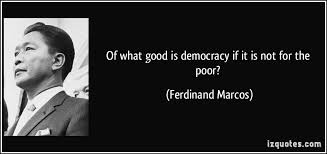 Of what good is democracy if it is not for the
poor?
(Ferdinand Marcos)
izquotes.com